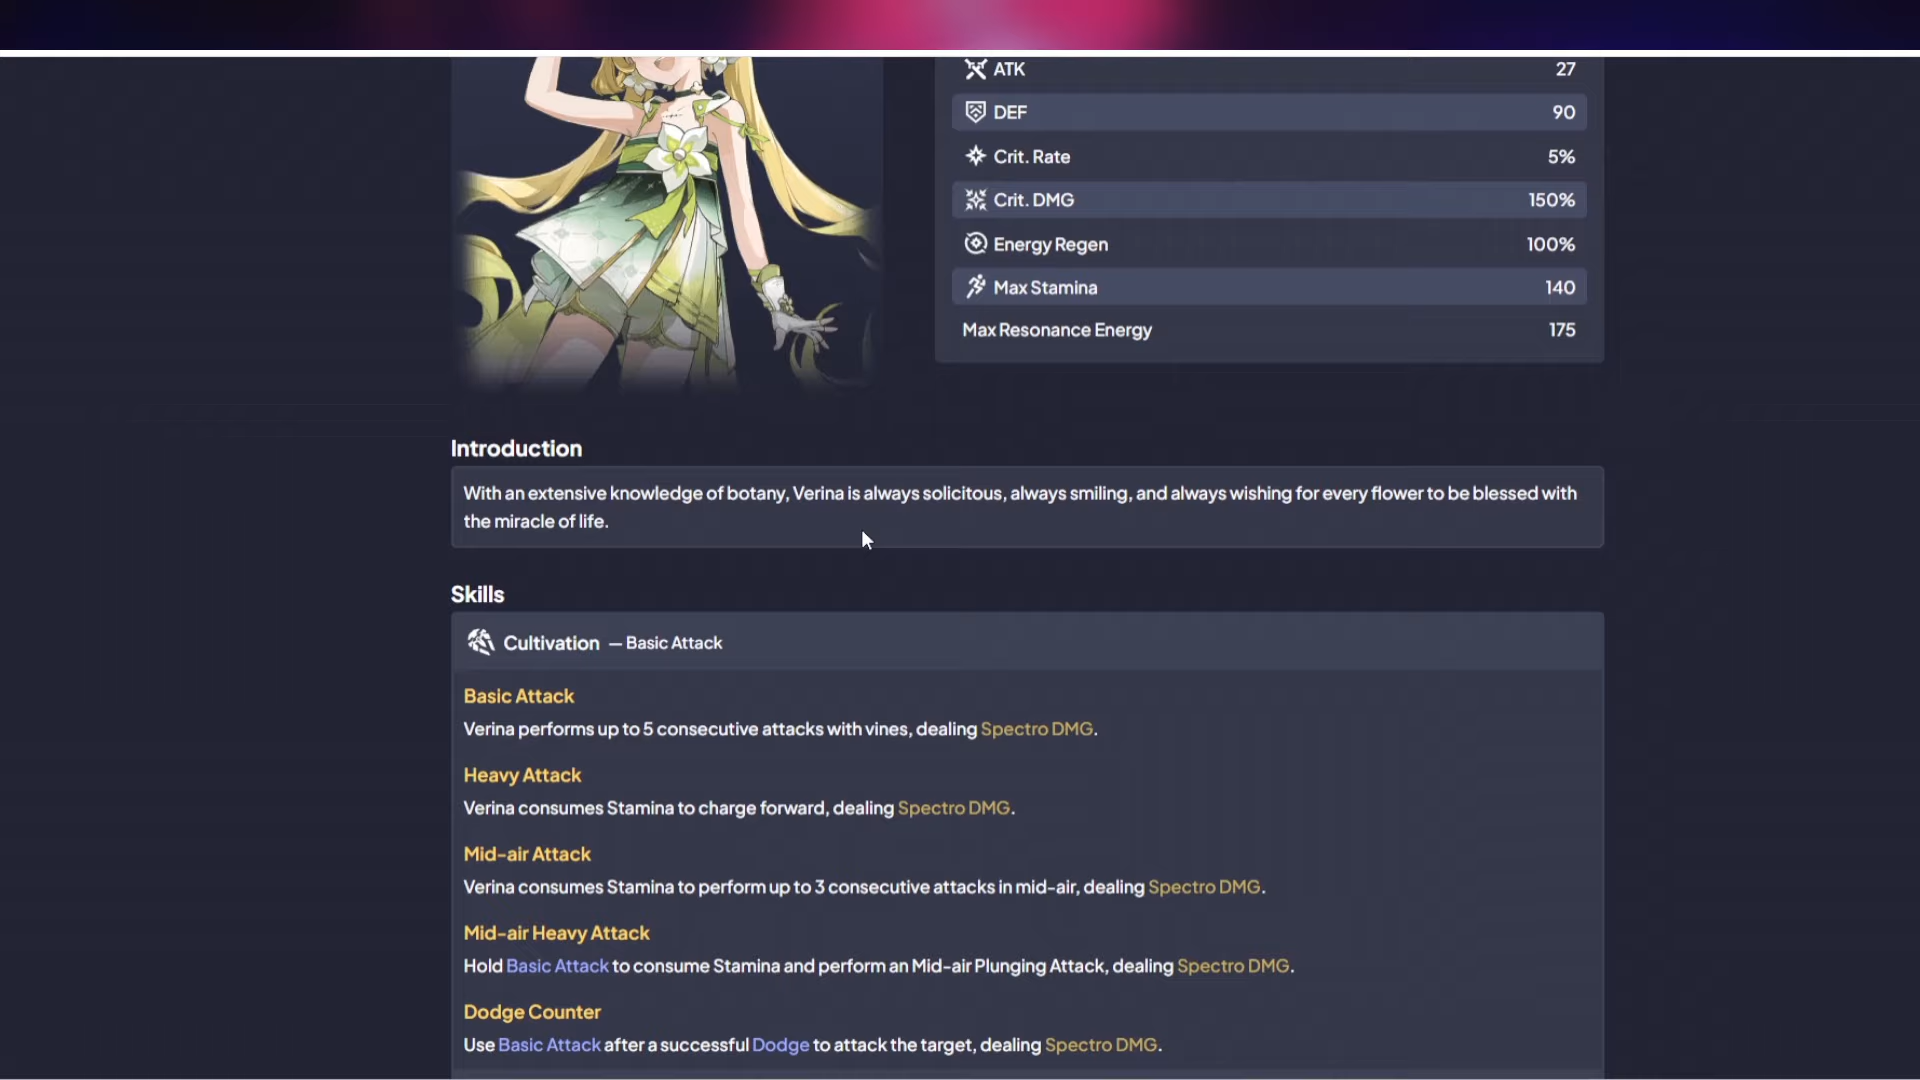 ATK 27
DEF 90
Crit. Rate 5%
Crit. DMG 150%
Energy Regen 100%
Max Stamina 140
Max Resonance Energy 175
Introduction
With an extensive knowledge of botany, Verina is always solicitous, always smiling, and always wishing for every flower to be blessed with
the miracle of life.
Skills
Cultivation — Basic Attack
Basic Attack
Verina performs up to 5 consecutive attacks with vines, dealing Spectro DMG.
Heavy Attack
Verina consumes Stamina to charge forward, dealing Spectro DMG.
Mid-air Attack
Verina consumes Stamina to perform up to 3 consecutive attacks in mid-air, dealing Spectro DMG.
Mid-air Heavy Attack
Hold Basic Attack to consume Stamina and perform an Mid-air Plunging Attack, dealing Spectro DMG.
Dodge Counter
Use Basic Attack after a successful Dodge to attack the target, dealing Spectro DMG.